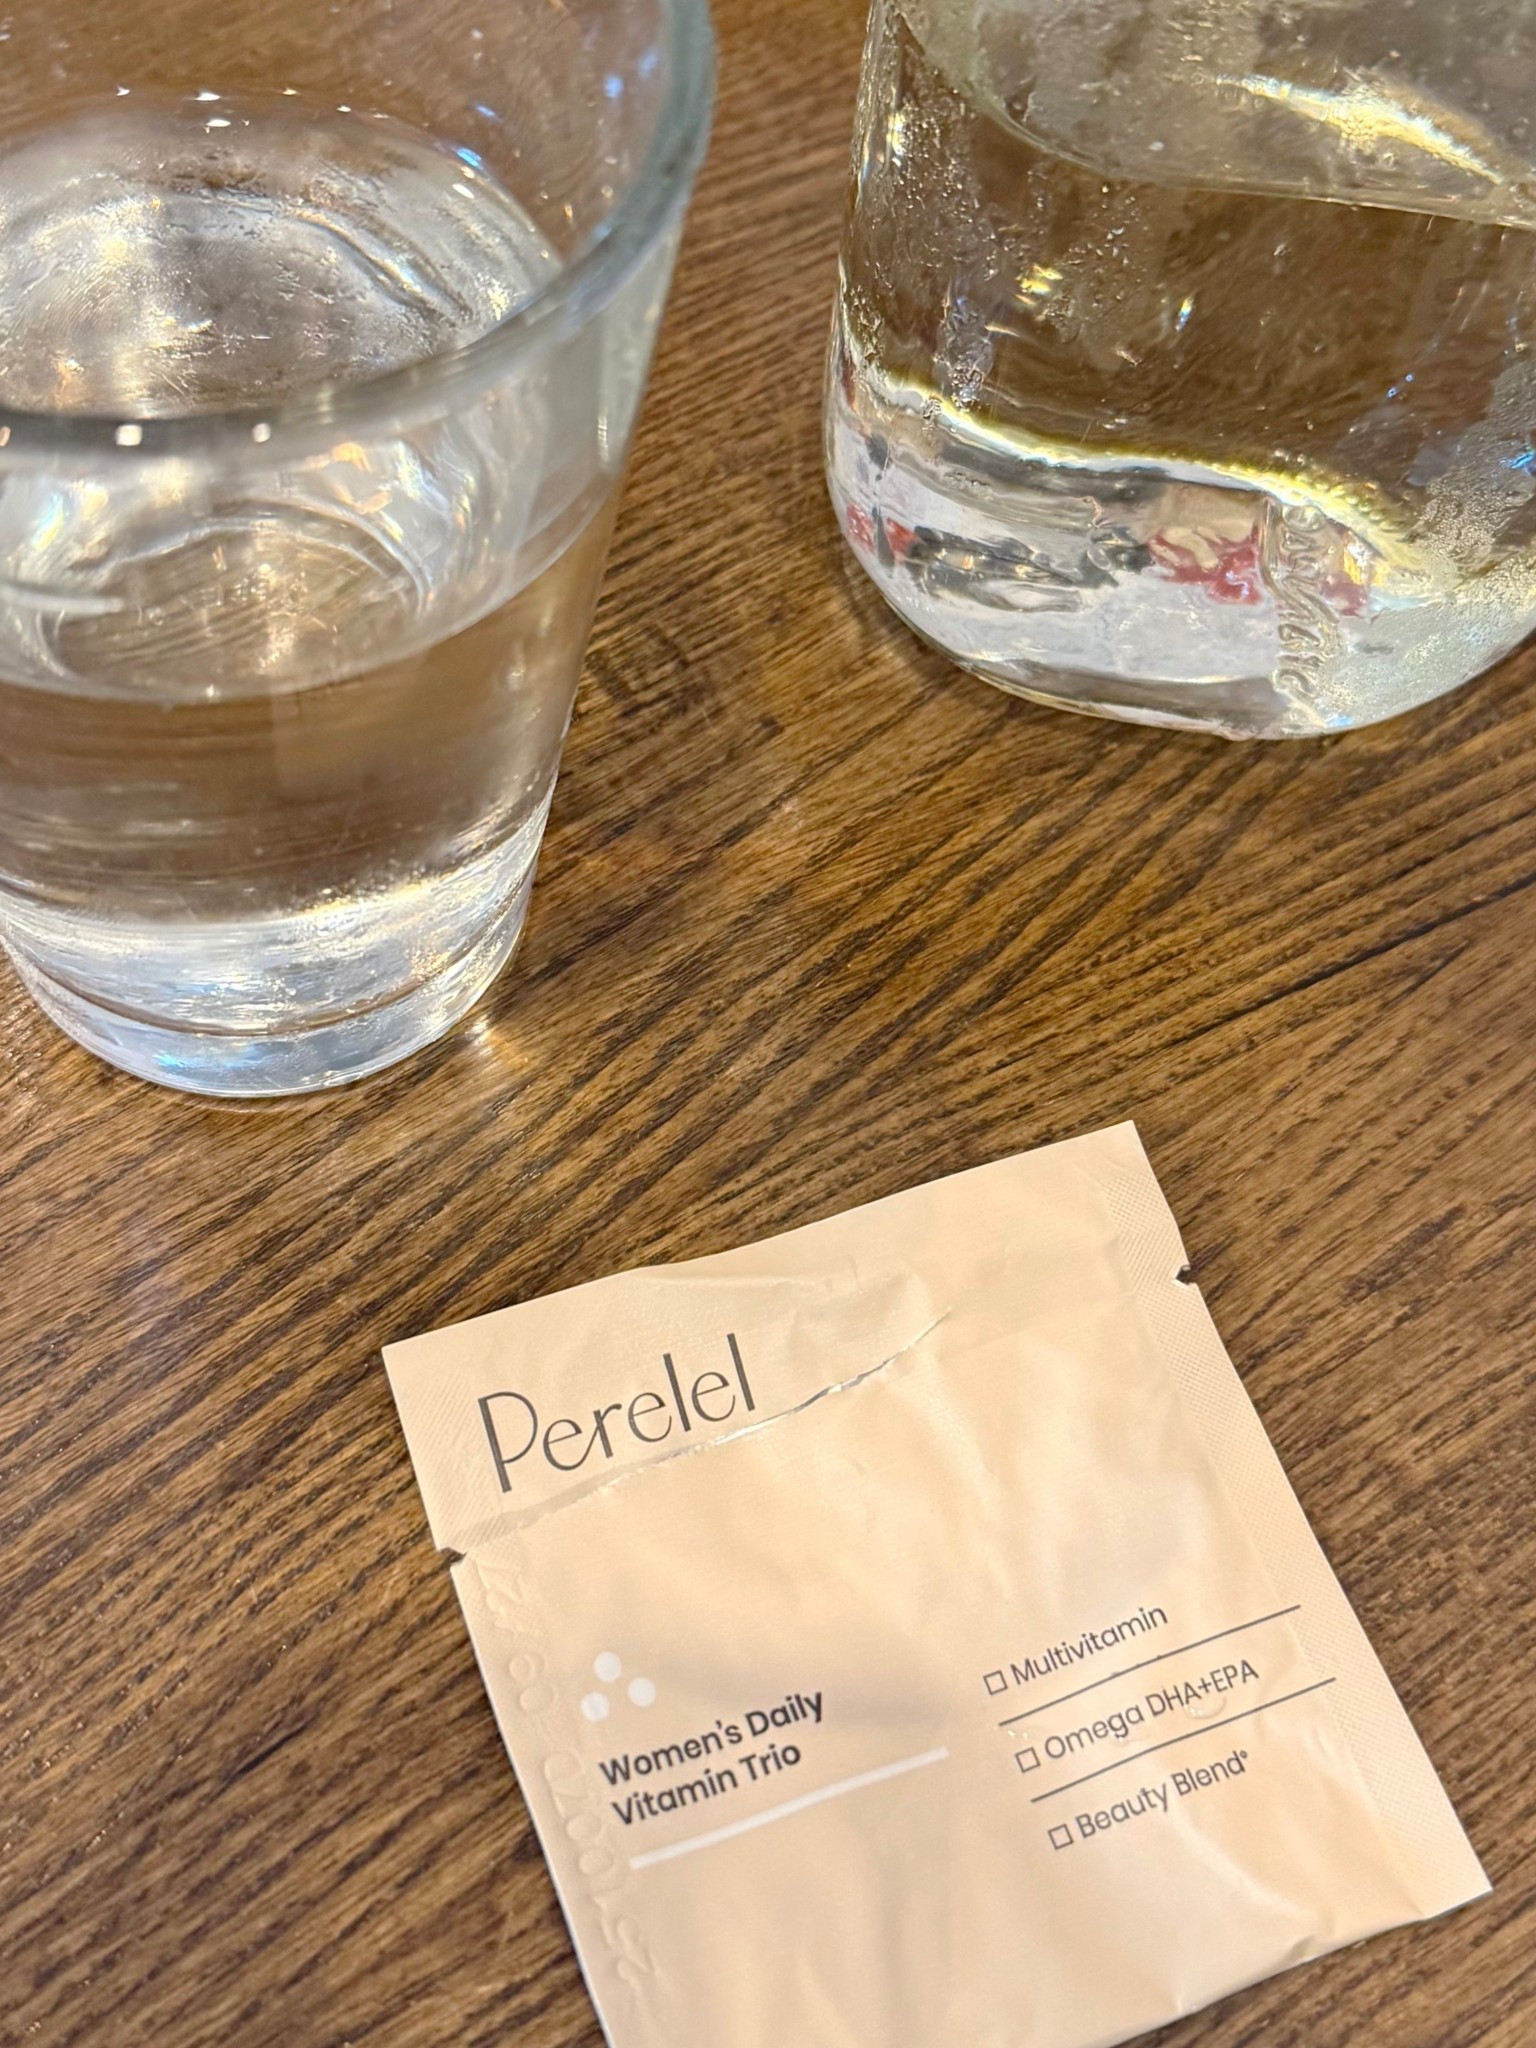 Perelel
Women's Daily
Vitamin Trio
Multivitamin
Omega DHA+EPA
Beauty Blend®